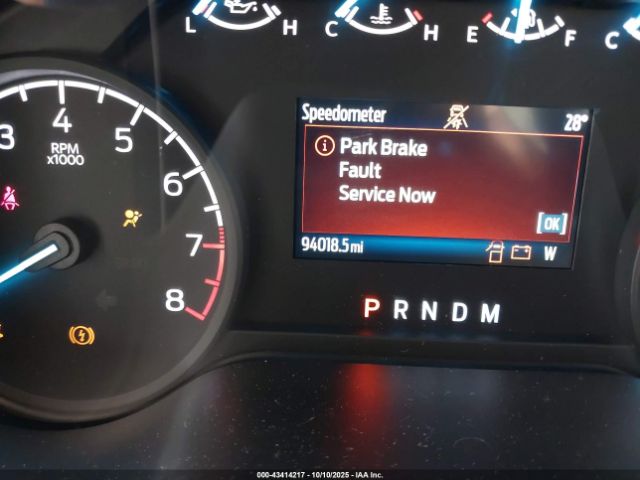 L H C H E F C
Speedometer 28°
3 4 5 6 7 8
RPM
x1000
Park Brake
Fault
Service Now
OK
94018.5 mi W
P R N D M
000-43414217 - 10/10/2025 - IAA Inc.